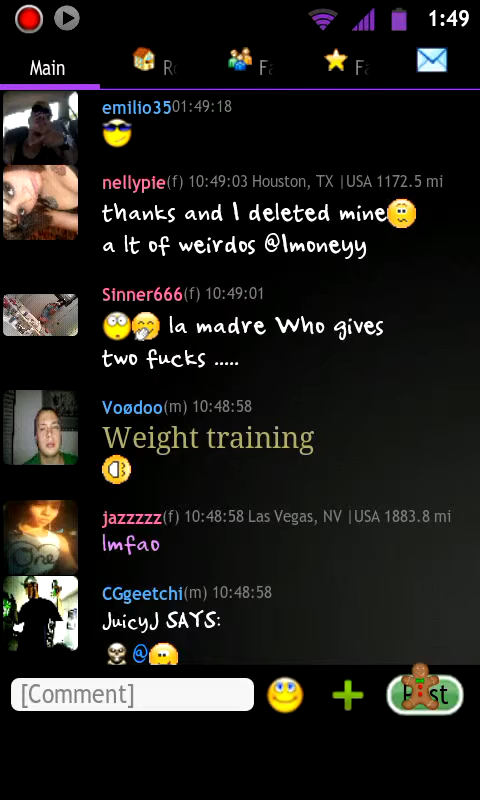 1:49
Main
emilio35 01:49:18
nellypie(f) 10:49:03 Houston, TX |USA 1172.5 mi
thanks and I deleted mine
a lt of weirdos @lmoneyy
Sinner666(f) 10:49:01
la madre Who gives
two fucks .....
Voødoo(m) 10:48:58
Weight training
jazzzzz(f) 10:48:58 Las Vegas, NV |USA 1883.8 mi
lmfao
CGgeetchi(m) 10:48:58
JuicyJ SAYS:
@
[Comment]